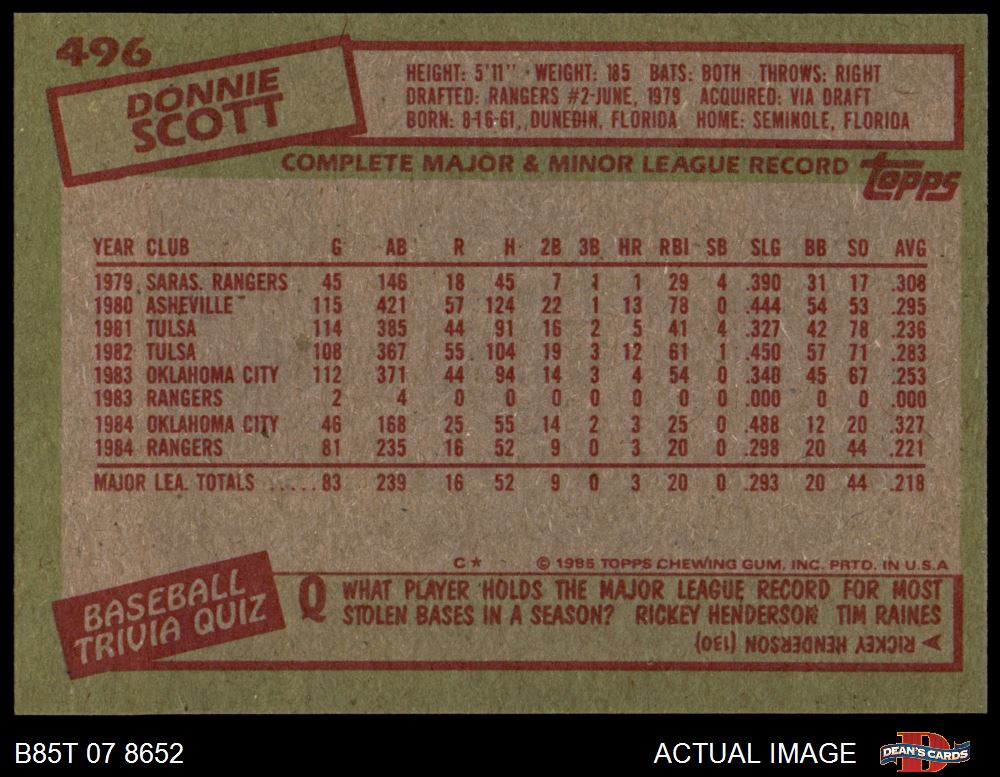 496
DONNIE
SCOTT
HEIGHT: 5'11" WEIGHT: 185 BATS: BOTH THROWS: RIGHT
DRAFTED: RANGERS #2-JUNE, 1979 ACQUIRED: VIA DRAFT
BORN: 8-16-61, DUNEDIN, FLORIDA HOME: SEMINOLE, FLORIDA
COMPLETE MAJOR & MINOR LEAGUE RECORD
topps
YEAR CLUB G AB R H 2B 3B HR RBI SB SLG BB SO AVG
1979 SARAS. RANGERS 45 146 18 45 7 1 1 29 4 .390 31 17 .308
1980 ASHEVILLE 115 421 57 124 22 1 13 78 0 .444 54 53 .295
1981 TULSA 114 385 44 91 16 2 5 41 4 .327 42 78 .236
1982 TULSA 108 367 55 104 19 3 12 61 1 .450 57 71 .283
1983 OKLAHOMA CITY 112 371 44 94 14 3 4 54 0 .340 45 67 .253
1983 RANGERS 2 4 0 0 0 0 0 0 0 .000 0 0 .000
1984 OKLAHOMA CITY 46 168 25 55 14 2 3 25 0 .488 12 20 .327
1984 RANGERS 81 235 16 52 9 0 3 20 0 .298 20 44 .221
MAJOR LEA. TOTALS ......83 239 16 52 9 0 3 20 0 .293 20 44 .218
C* © 1985 TOPPS CHEWING GUM, INC. PRTD. IN U.S.A
BASEBALL
TRIVIA QUIZ
Q WHAT PLAYER HOLDS THE MAJOR LEAGUE RECORD FOR MOST
STOLEN BASES IN A SEASON? RICKEY HENDERSON TIM RAINES
RICKEY HENDERSON (130)
B85T 07 8652
ACTUAL IMAGE
D
DEAN'S CARDS